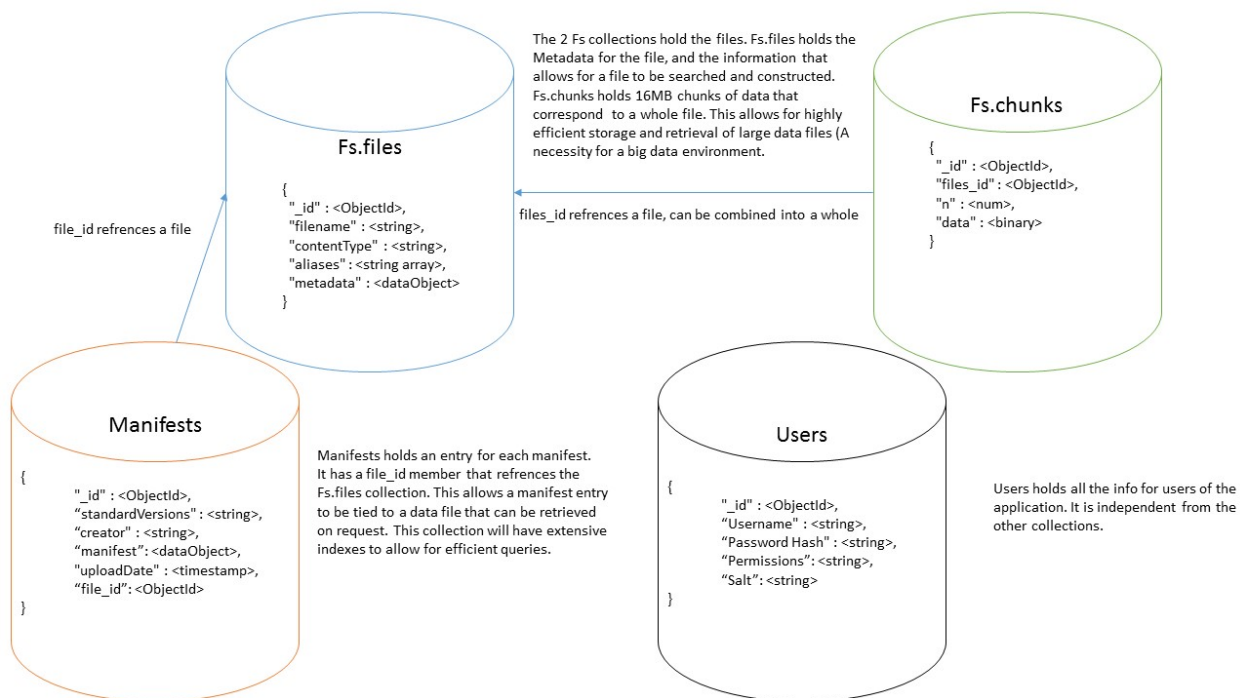 The 2 Fs collections hold the files. Fs.files holds the
Metadata for the file, and the information that
allows for a file to be searched and constructed.
Fs.chunks holds 16MB chunks of data that
correspond to a whole file. This allows for highly
efficient storage and retrieval of large data files (A
necessity for a big data environment.
Fs.files
{
"_id" : <ObjectId>,
"filename" : <string>,
"contentType" : <string>,
"aliases" : <string array>,
"metadata" : <dataObject>
}
Fs.chunks
{
"_id" : <ObjectId>,
"files_id" : <ObjectId>,
"n" : <num>,
"data" : <binary>
}
file_id refrences a file
files_id refrences a file, can be combined into a whole
Manifests
{
"_id" : <ObjectId>,
“standardVersions" : <string>,
“creator" : <string>,
“manifest”: <dataObject>,
"uploadDate" : <timestamp>,
“file_id”: <ObjectId>
}
Manifests holds an entry for each manifest.
It has a file_id member that refrences the
Fs.files collection. This allows a manifest entry
to be tied to a data file that can be retrieved
on request. This collection will have extensive
indexes to allow for efficient queries.
Users
{
"_id" : <ObjectId>,
“Username" : <string>,
“Password Hash" : <string>,
“Permissions”: <string>,
“Salt”: <string>
}
Users holds all the info for users of the
application. It is independent from the
other collections.